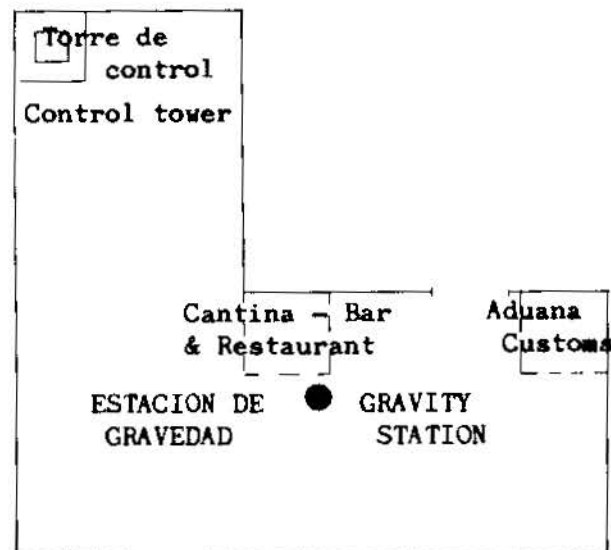 Torre de
control
Control tower
Cantina - Bar
& Restaurant
Aduana
Customs
ESTACION DE
GRAVEDAD
GRAVITY
STATION